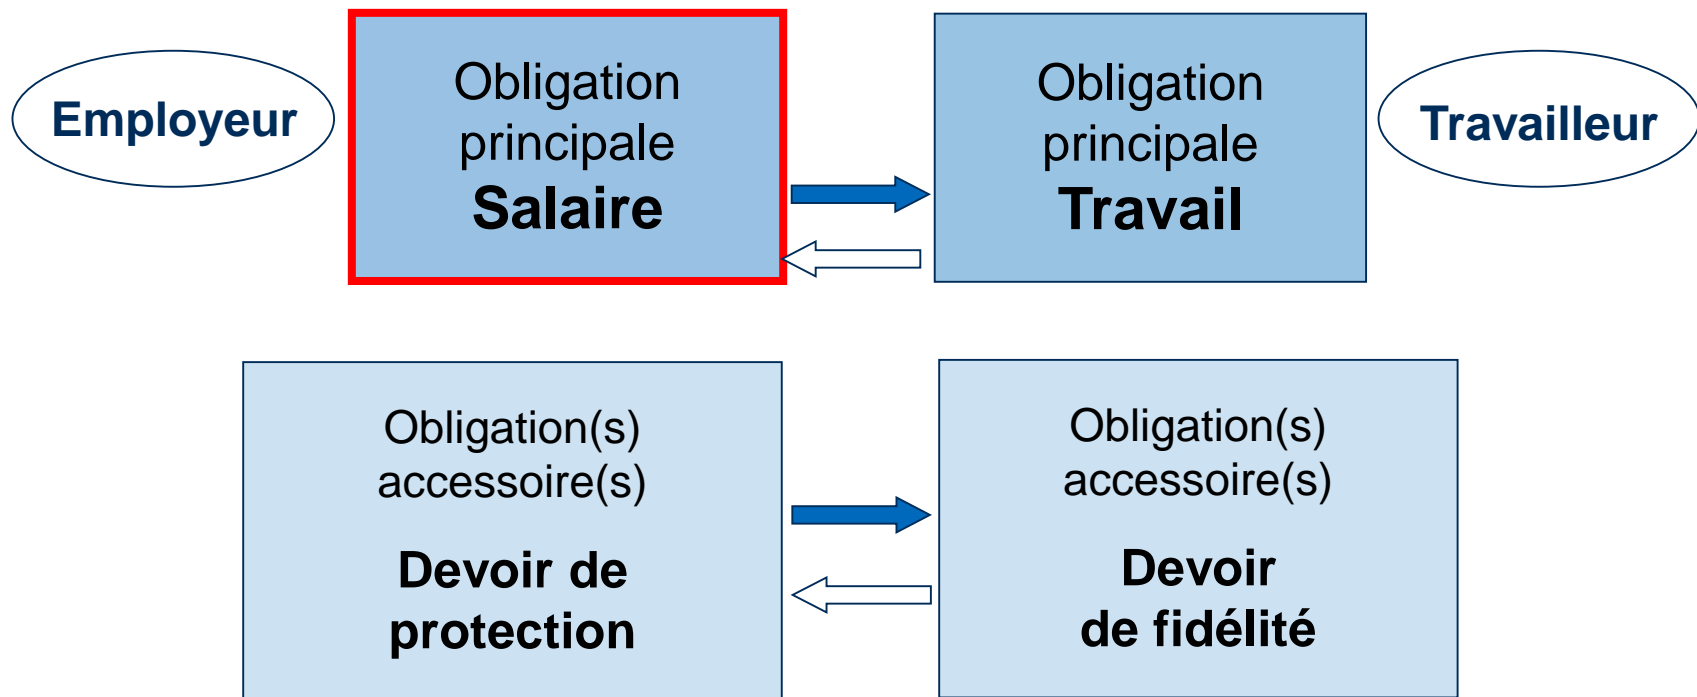 Employeur
Obligation
principale
Salaire
Obligation
principale
Travail
Travailleur
Obligation(s)
accessoire(s)
Devoir de
protection
Obligation(s)
accessoire(s)
Devoir
de fidélité